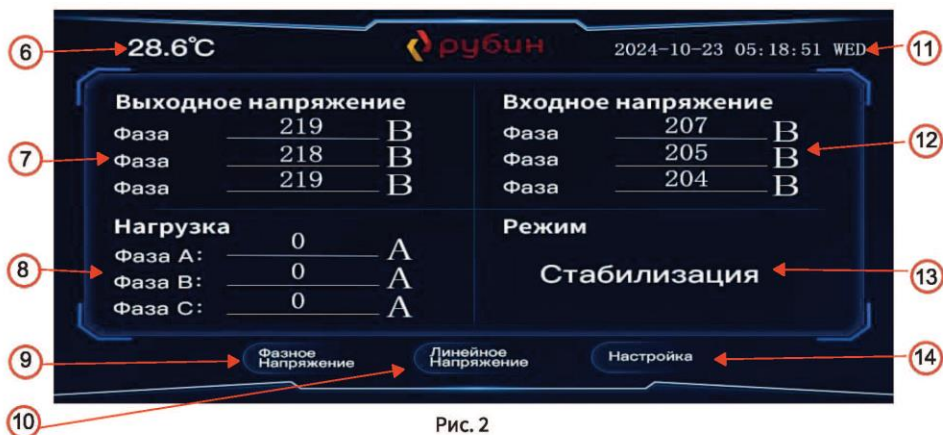 6 28.6℃ рубин 2024-10-23 05:18:51 WED 11
Выходное напряжение
Фаза 219 В
7 Фаза 218 В
Фаза 219 В
Входное напряжение
Фаза 207 В
Фаза 205 В 12
Фаза 204 В
Нагрузка
Фаза А: 0 А
8 Фаза В: 0 А
Фаза С: 0 А
Режим
Стабилизация 13
9 Фазное Напряжение
10 Линейное Напряжение
Настройка 14
Рис. 2